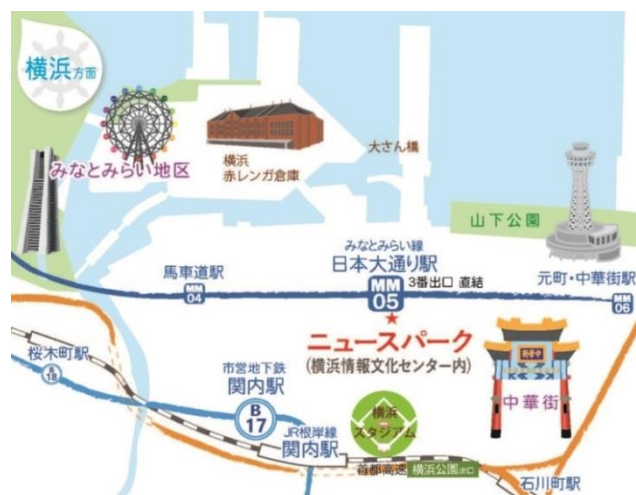 横浜方面
みなとみらい地区
横浜
赤レンガ倉庫
大さん橋
山下公園
みなとみらい線
日本大通り駅
3番出口 直結
馬車道駅
元町・中華街駅
MM
04
MM
05
MM
06
ニュースパーク
(横浜情報文化センター内)
桜木町駅
B
18
市営地下鉄
関内駅
B
17
JR根岸線
関内駅
横浜
スタジアム
中華街
首都高速 横浜公園出口
石川町駅